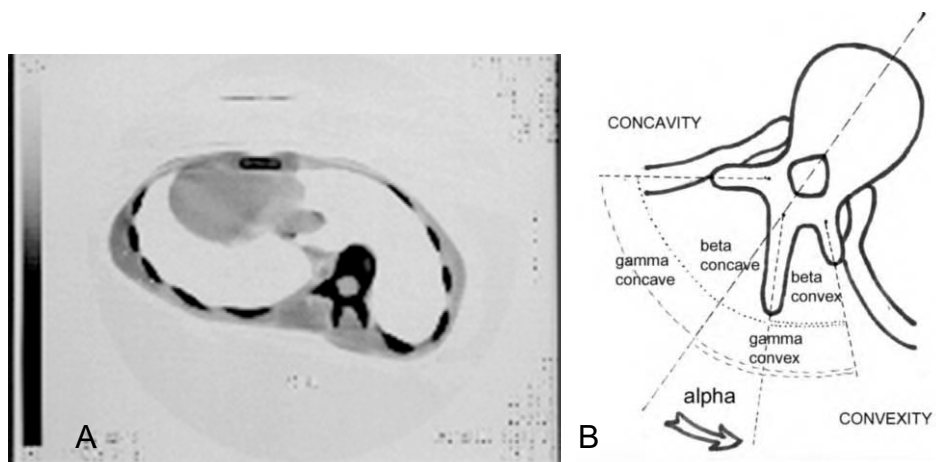 A
CONCAVITY
gamma
concave
beta
concave
beta
convex
gamma
convex
alpha
CONVEXITY
B